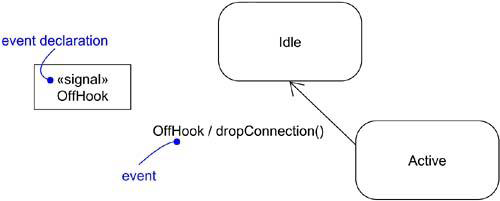 event declaration
«signal»
OffHook
Idle
OffHook / dropConnection()
event
Active